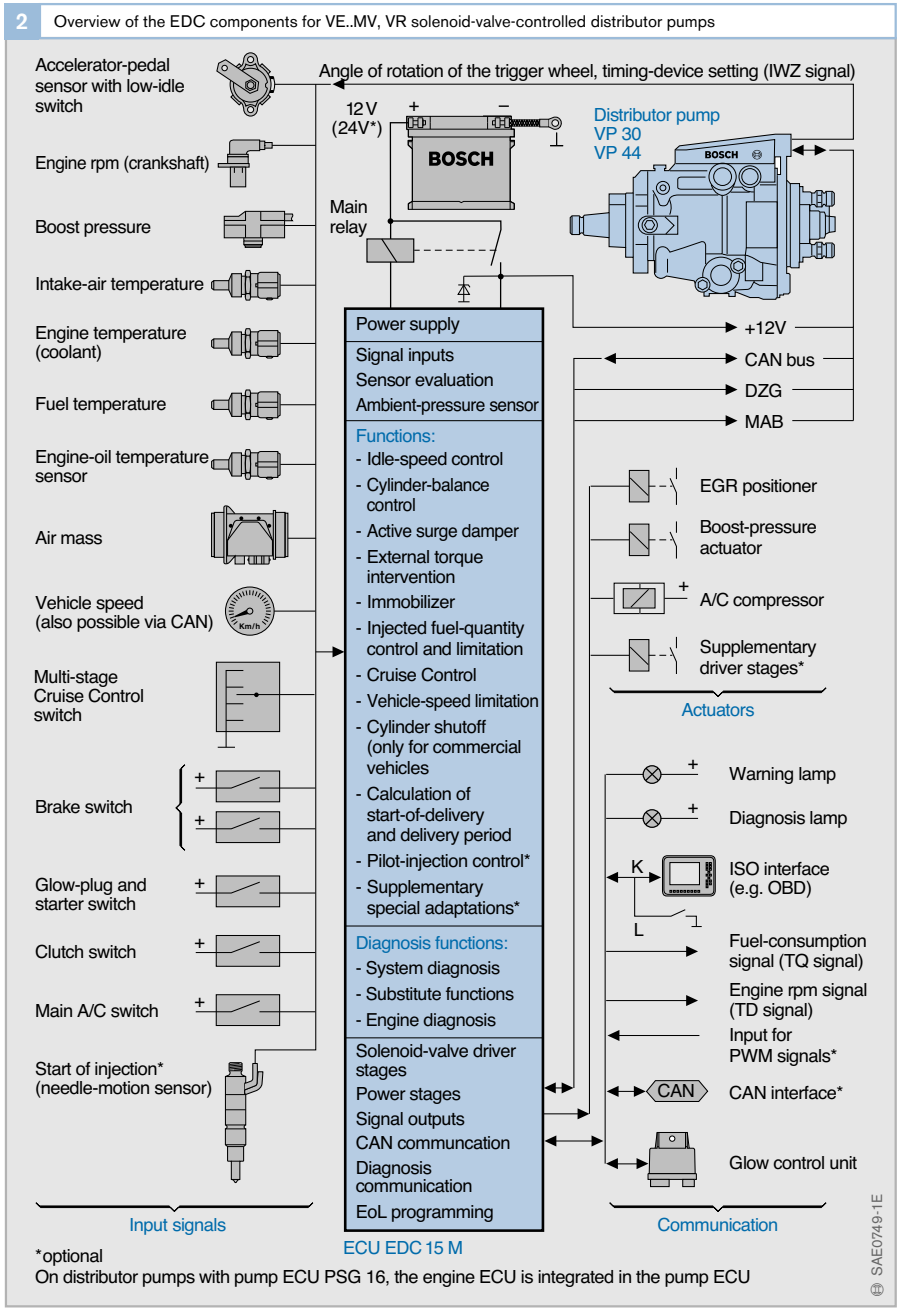 2 Overview of the EDC components for VE..MV, VR solenoid-valve-controlled distributor pumps
Accelerator-pedal
sensor with low-idle
switch
Engine rpm (crankshaft)
Boost pressure
Intake-air temperature
Engine temperature
(coolant)
Fuel temperature
Engine-oil temperature
sensor
Air mass
Vehicle speed
(also possible via CAN)
Km/h
Multi-stage
Cruise Control
switch
Brake switch
+
+
Glow-plug and
starter switch
+
Clutch switch
+
Main A/C switch
+
Start of injection*
(needle-motion sensor)
Input signals
Angle of rotation of the trigger wheel, timing-device setting (IWZ signal)
12 V
(24V*)
+ –
BOSCH
Main
relay
Distributor pump
VP 30
VP 44
BOSCH
Power supply
Signal inputs
Sensor evaluation
Ambient-pressure sensor
Functions:
- Idle-speed control
- Cylinder-balance
control
- Active surge damper
- External torque
intervention
- Immobilizer
- Injected fuel-quantity
control and limitation
- Cruise Control
- Vehicle-speed limitation
- Cylinder shutoff
(only for commercial
vehicles
- Calculation of
start-of-delivery
and delivery period
- Pilot-injection control*
- Supplementary
special adaptations*
Diagnosis functions:
- System diagnosis
- Substitute functions
- Engine diagnosis
Solenoid-valve driver
stages
Power stages
Signal outputs
CAN communcation
Diagnosis
communication
EoL programming
ECU EDC 15 M
+12V
CAN bus
DZG
MAB
EGR positioner
Boost-pressure
actuator
+
A/C compressor
Supplementary
driver stages*
Actuators
+
Warning lamp
+
Diagnosis lamp
K
L
ISO interface
(e.g. OBD)
Fuel-consumption
signal (TQ signal)
Engine rpm signal
(TD signal)
Input for
PWM signals*
CAN
CAN interface*
Glow control unit
Communication
*optional
On distributor pumps with pump ECU PSG 16, the engine ECU is integrated in the pump ECU
SAE0749-1E